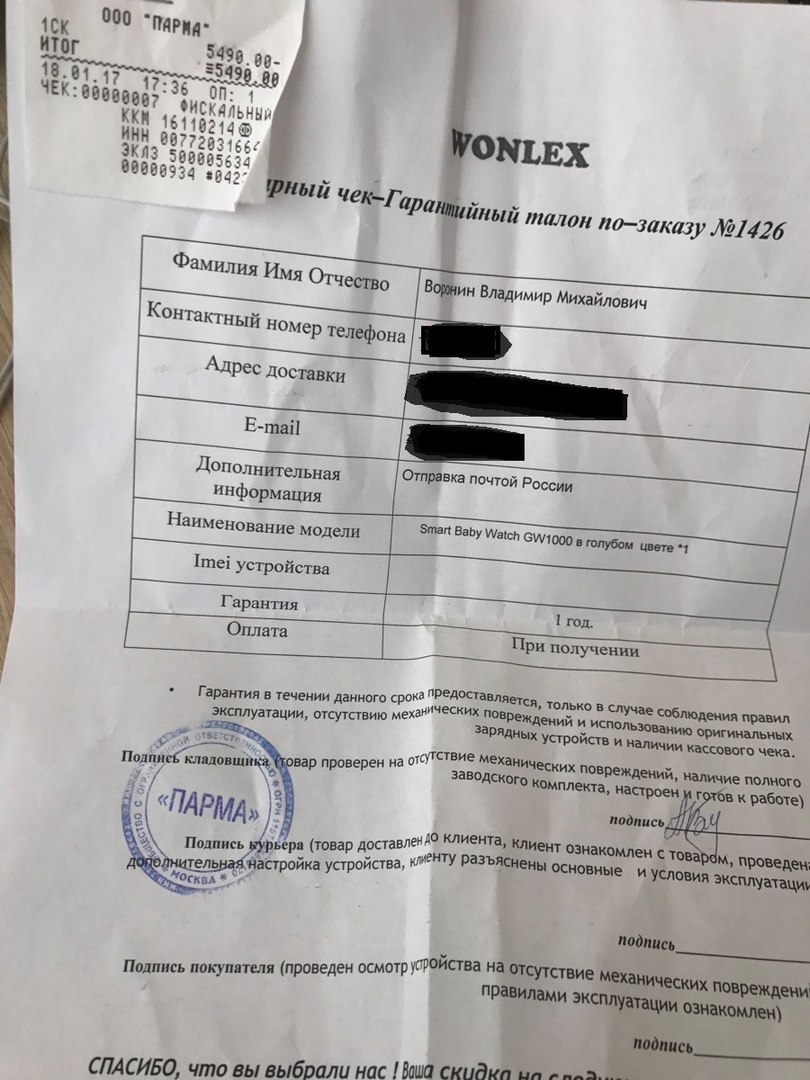 ООО "ПАРМА"
1СК 5490.00-
ИТОГ ≡5490.00
18.01.17 17:36 ОП: 1
ЧЕК:00000007 ФИСКАЛЬНЫЙ
ККМ 16110214
ИНН 0077203166
ЭКЛЗ 500005634
00000934 #042
WONLEX
чек–Гарантийный талон по–заказу №1426
Фамилия Имя Отчество Воронин Владимир Михайлович
Контактный номер телефона
Адрес доставки
E-mail
Дополнительная
информация Отправка почтой России
Наименование модели Smart Baby Watch GW1000 в голубом цвете *1
Imei устройства
Гарантия 1 год.
Оплата При получении
• Гарантия в течении данного срока предоставляется, только в случае соблюдения правил
эксплуатации, отсутствию механических повреждений и использованию оригинальных
зарядных устройств и наличии кассового чека.
Подпись кладовщика (товар проверен на отсутствие механических повреждений, наличие полного
заводского комплекта, настроен и готов к работе)
подпись
«ПАРМА»
МОСКВА
Подпись курьера (товар доставлен до клиента, клиент ознакомлен с товаром, проведена
дополнительная настройка устройства, клиенту разъяснены основные и условия эксплуатации
подпись
Подпись покупателя (проведен осмотр устройства на отсутствие механических повреждений
правилами эксплуатации ознакомлен)
подпись
СПАСИБО, что вы выбрали нас ! Ваша скидка на